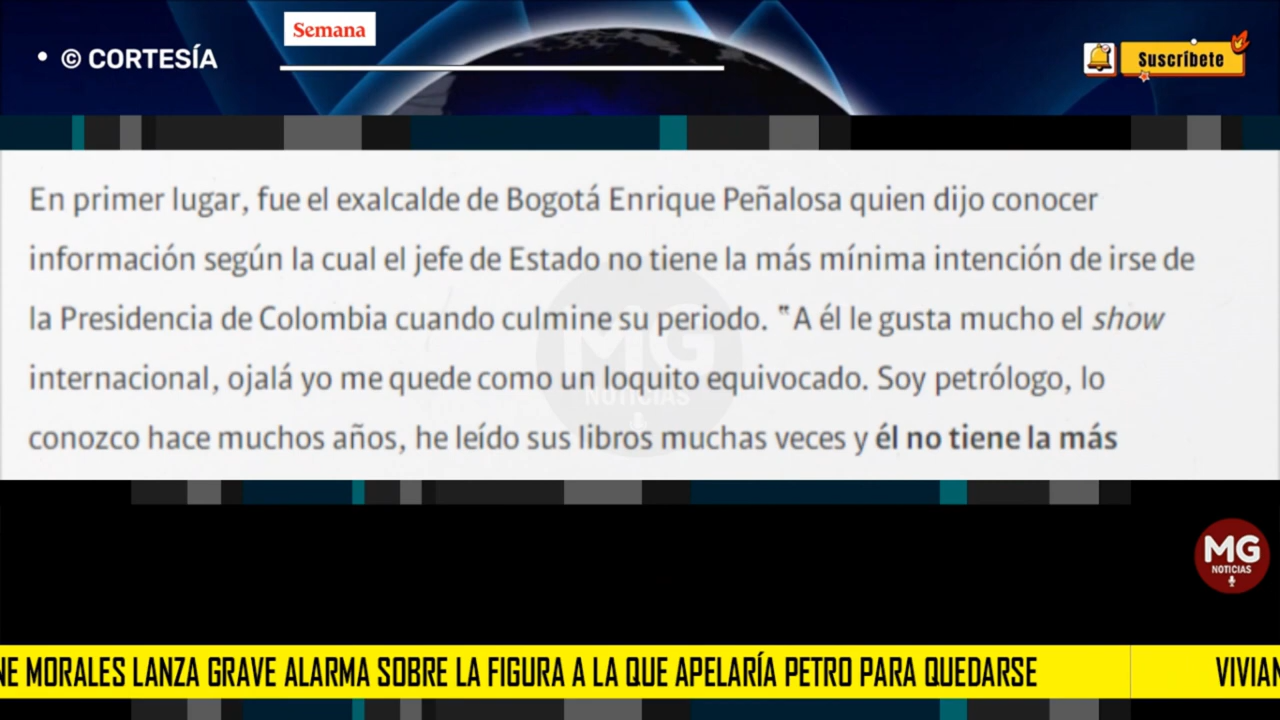 Semana
• © CORTESÍA
Suscríbete
En primer lugar, fue el exalcalde de Bogotá Enrique Peñalosa quien dijo conocer
información según la cual el jefe de Estado no tiene la más mínima intención de irse de
la Presidencia de Colombia cuando culmine su periodo. “A él le gusta mucho el show
internacional, ojalá yo me quede como un loquito equivocado. Soy petrólogo, lo
conozco hace muchos años, he leído sus libros muchas veces y él no tiene la más
MG
NOTICIAS
MG
NOTICIAS
NE MORALES LANZA GRAVE ALARMA SOBRE LA FIGURA A LA QUE APELARÍA PETRO PARA QUEDARSE
VIVIAN